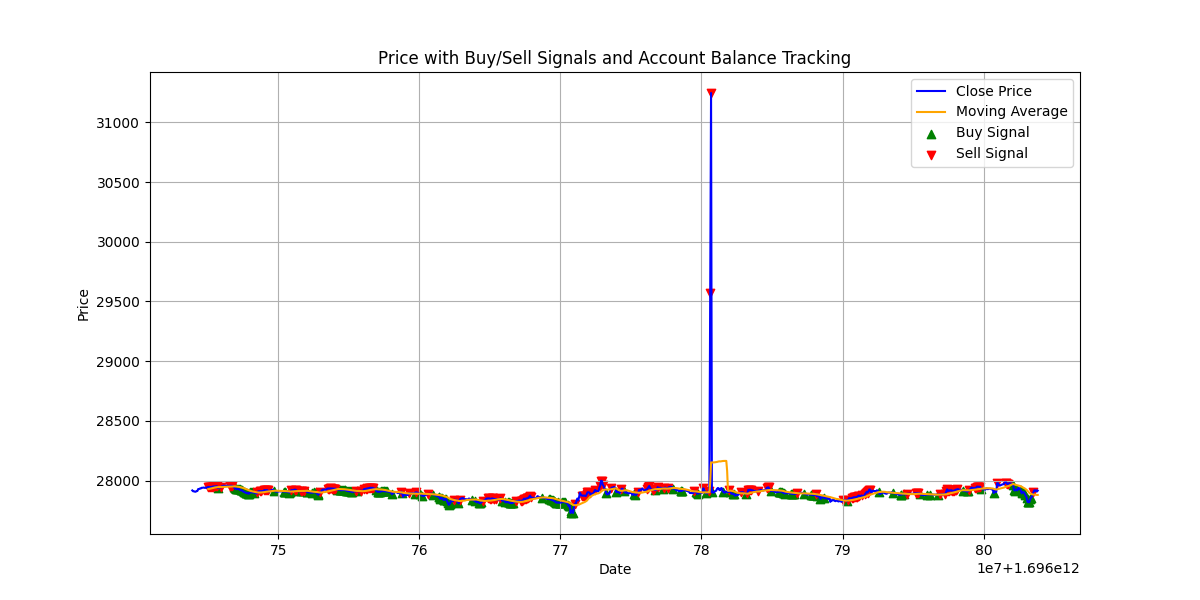 Price with Buy/Sell Signals and Account Balance Tracking
Close Price
Moving Average
Buy Signal
Sell Signal
31000
30500
30000
29500
29000
28500
28000
Price
75 76 77 78 79 80
Date
1e7+1.696e12